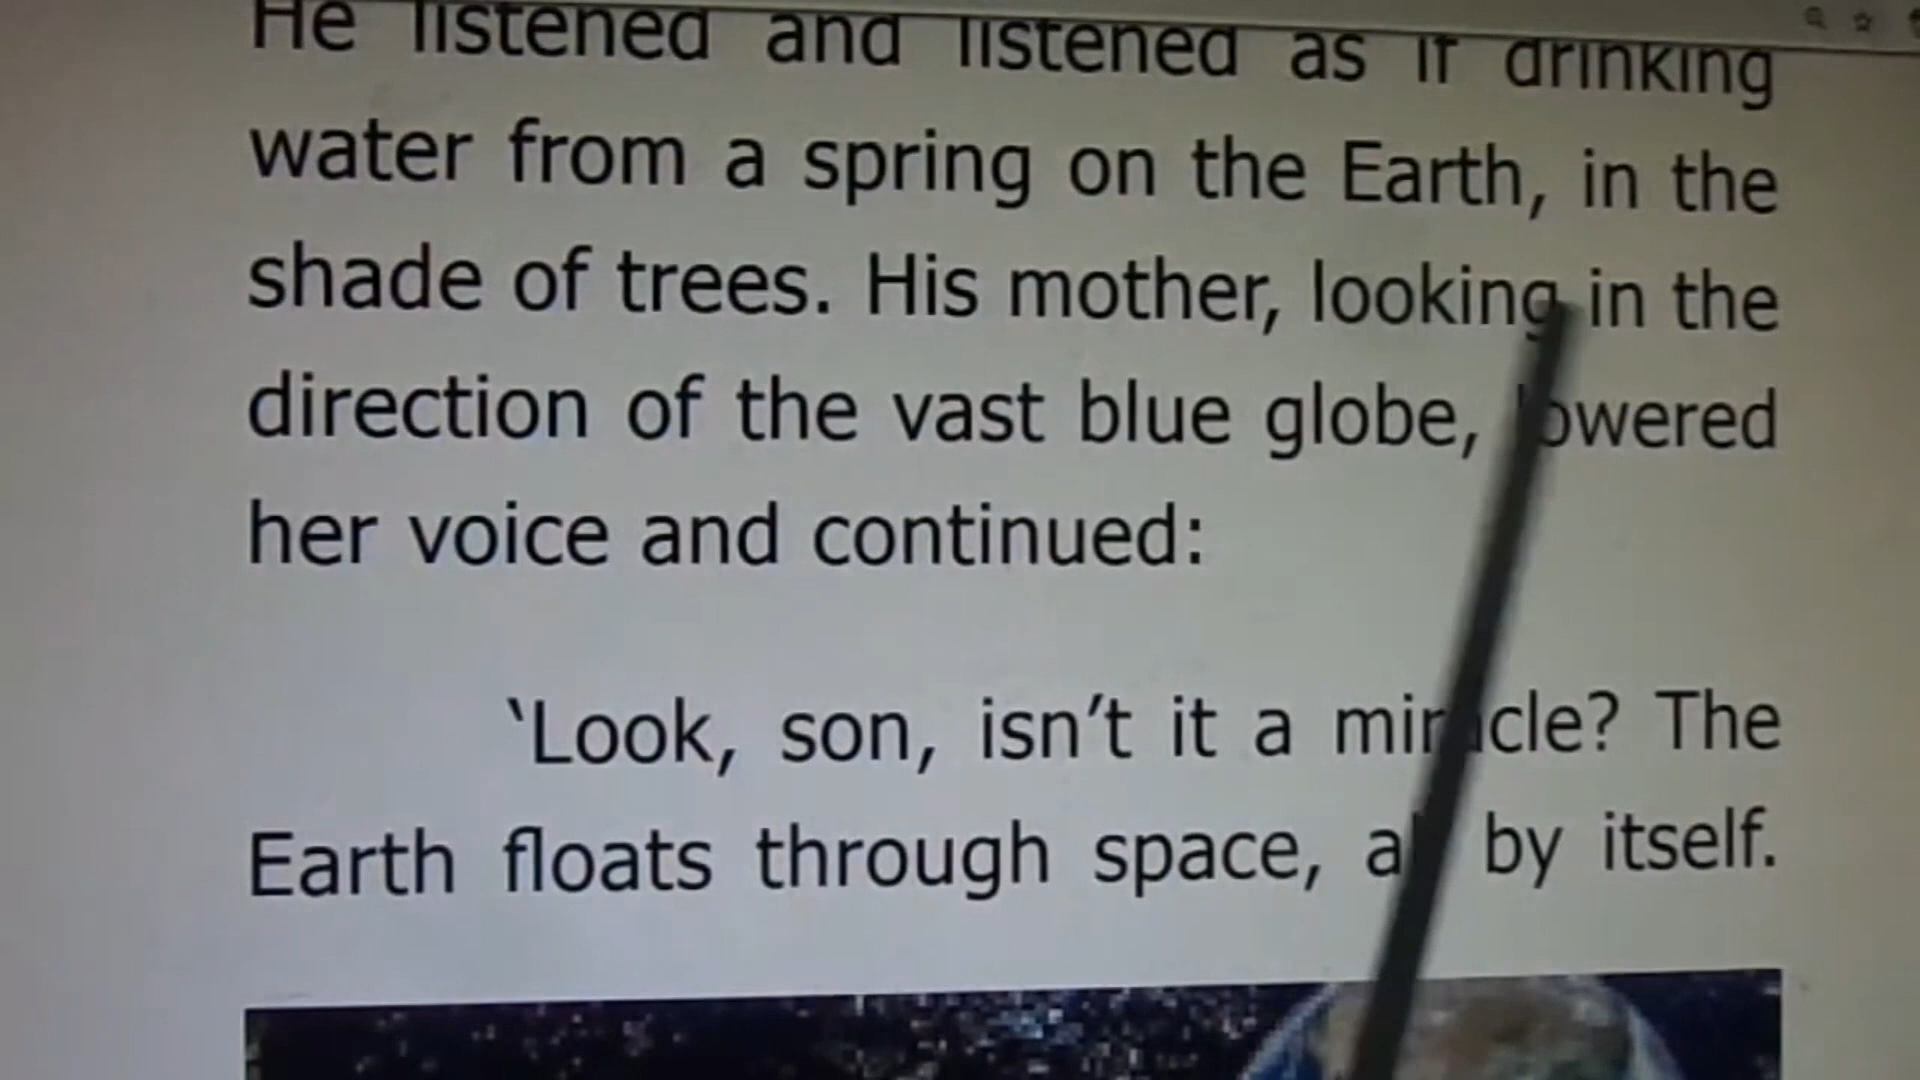 He listened and listened as if drinking
water from a spring on the Earth, in the
shade of trees. His mother, looking in the
direction of the vast blue globe, lowered
her voice and continued:
‘Look, son, isn’t it a miracle? The
Earth floats through space, all by itself.